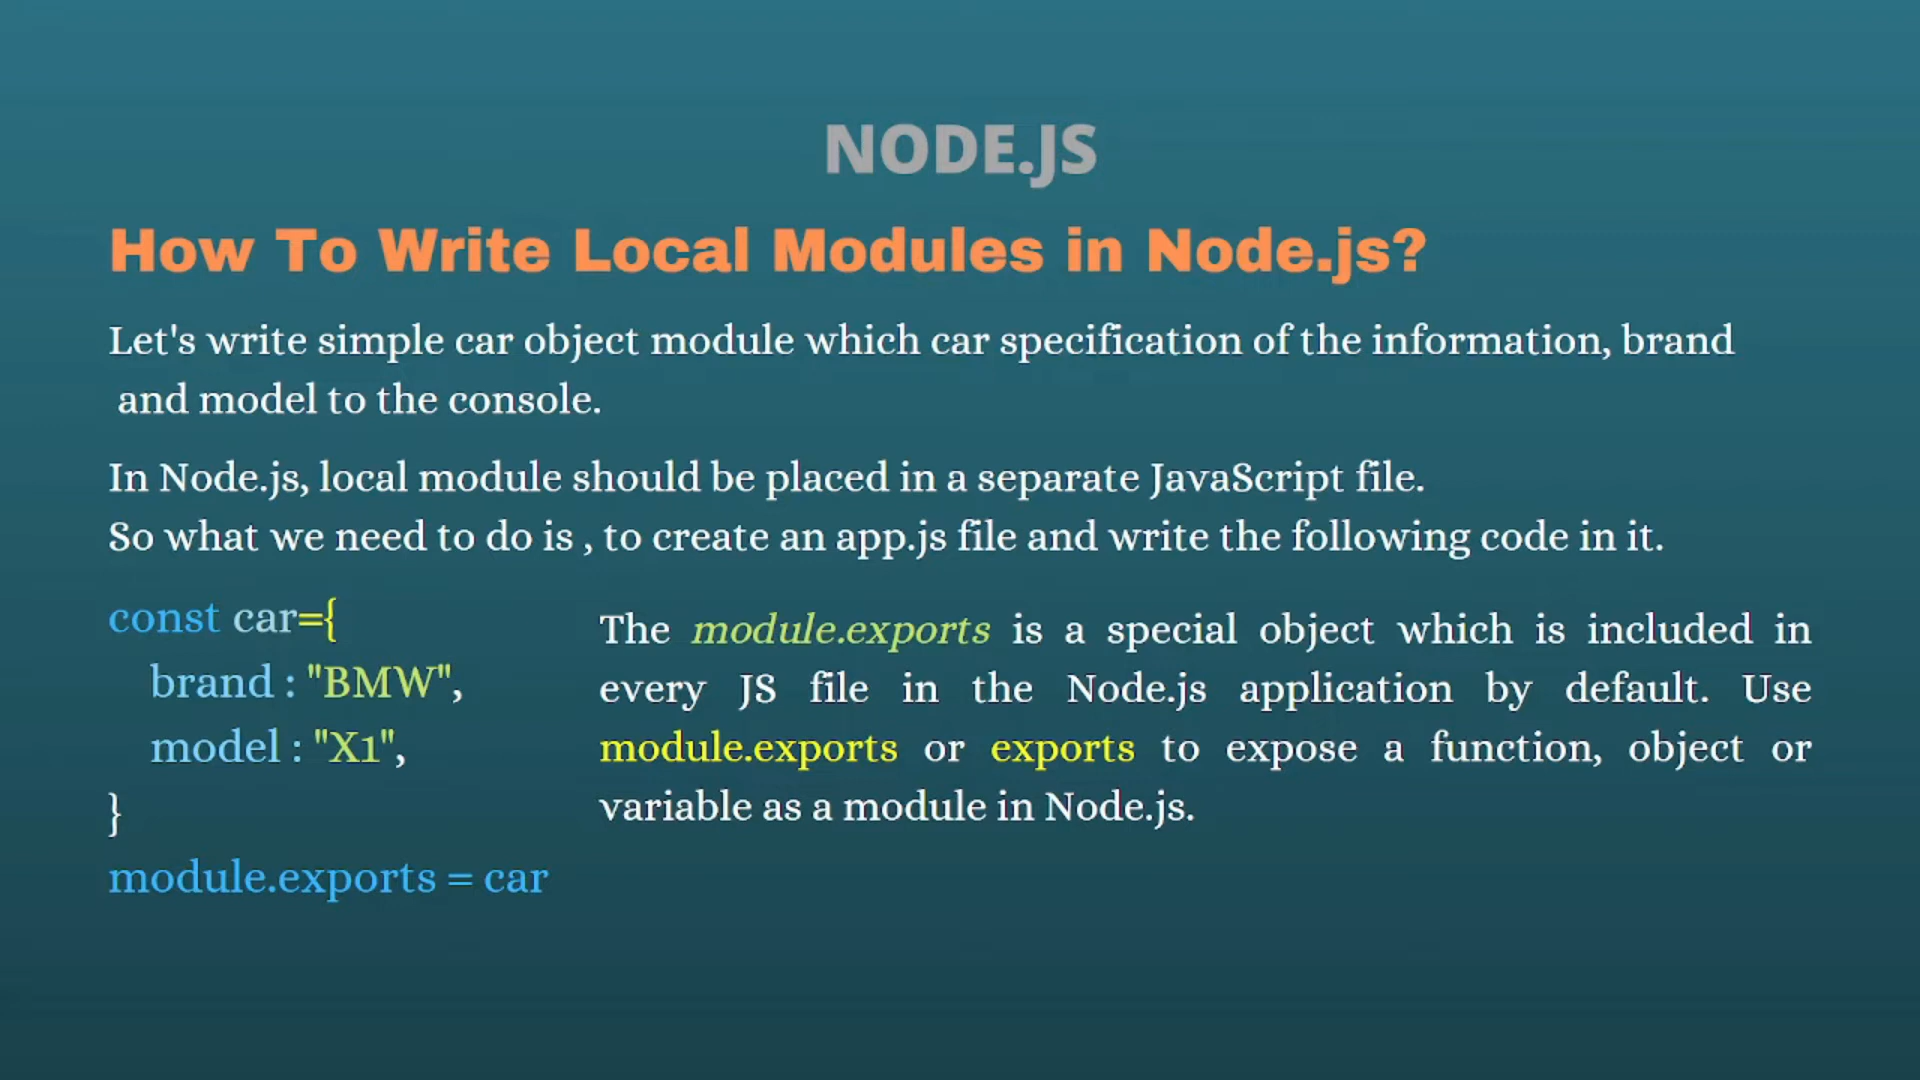 NODE.JS
How To Write Local Modules in Node.js?
Let's write simple car object module which car specification of the information, brand
and model to the console.
In Node.js, local module should be placed in a separate JavaScript file.
So what we need to do is , to create an app.js file and write the following code in it.
const car={
brand : "BMW",
model : "X1",
}
module.exports = car
The module.exports is a special object which is included in
every JS file in the Node.js application by default. Use
module.exports or exports to expose a function, object or
variable as a module in Node.js.